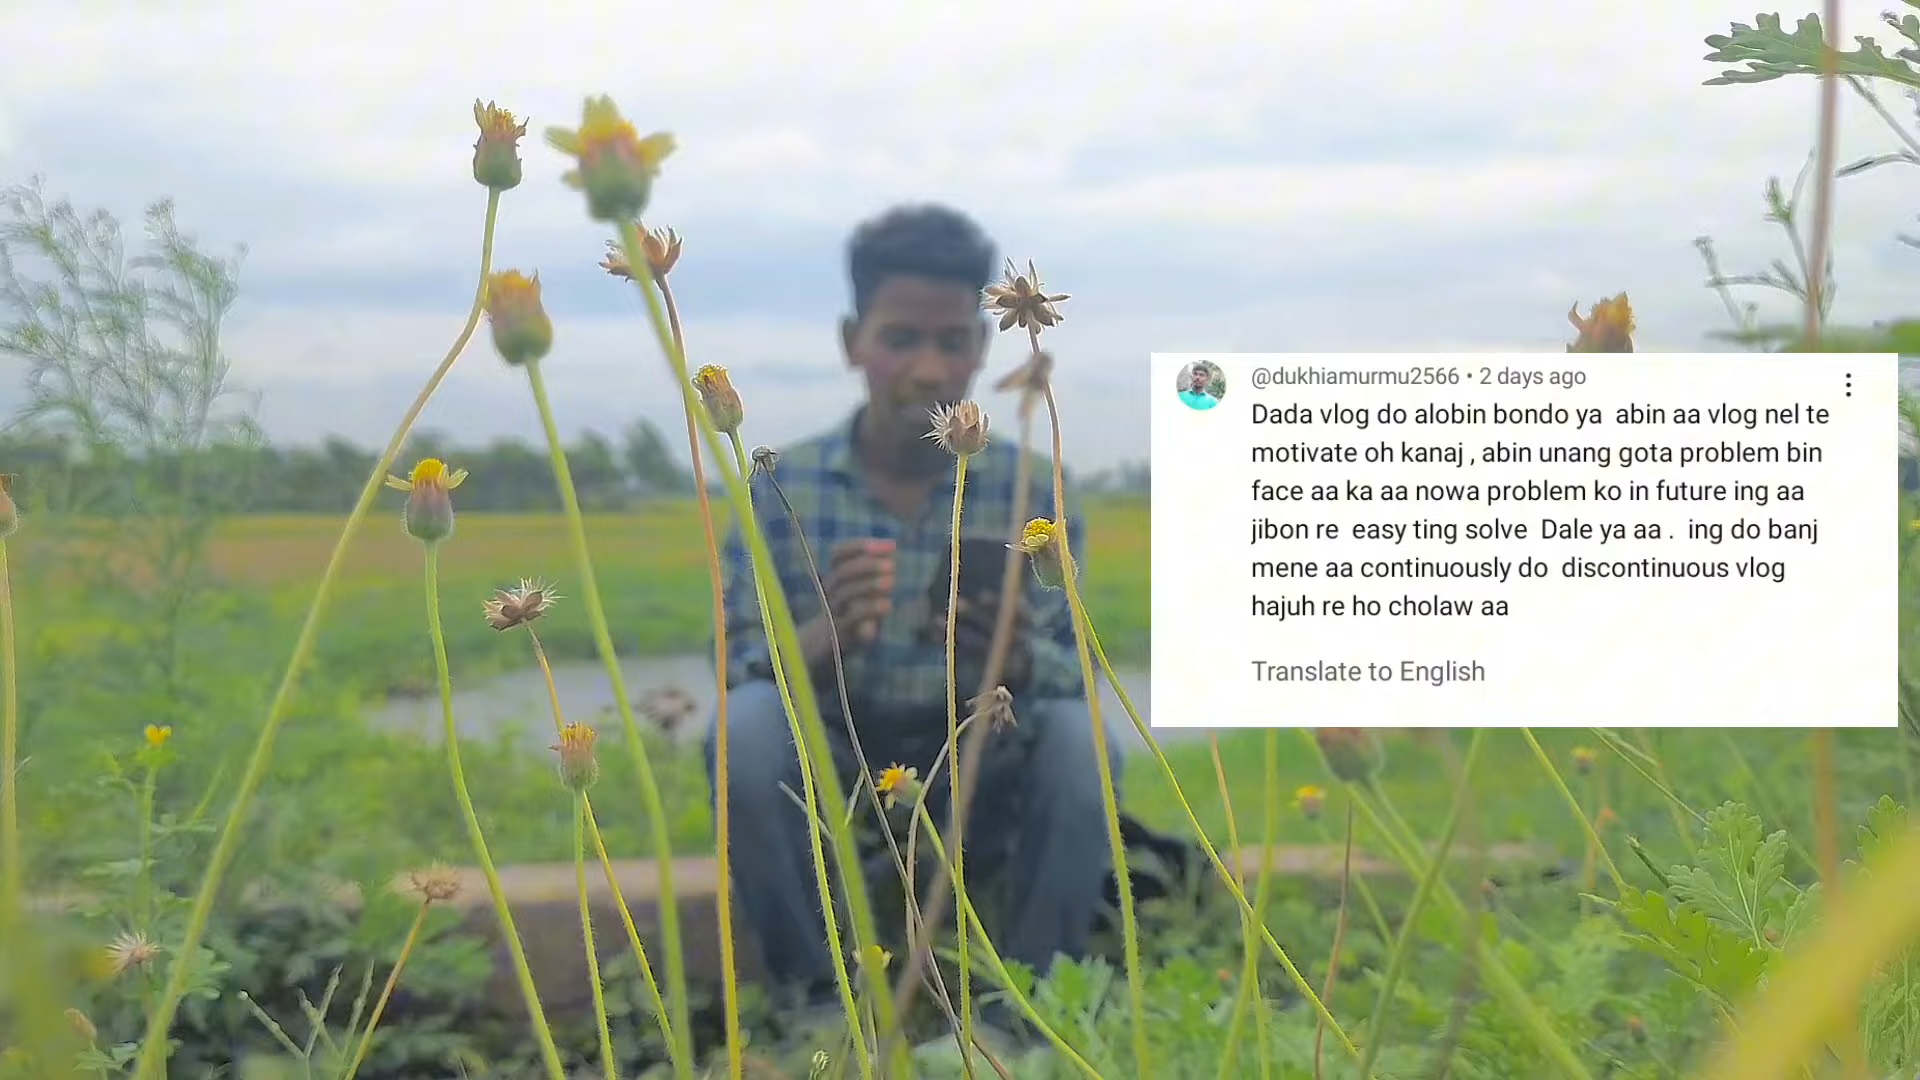 @dukhiamurmu2566 • 2 days ago
Dada vlog do alobin bondo ya abin aa vlog nel te
motivate oh kanaj , abin unang gota problem bin
face aa ka aa nowa problem ko in future ing aa
jibon re easy ting solve Dale ya aa . ing do banj
mene aa continuously do discontinuous vlog
hajuh re ho cholaw aa
Translate to English